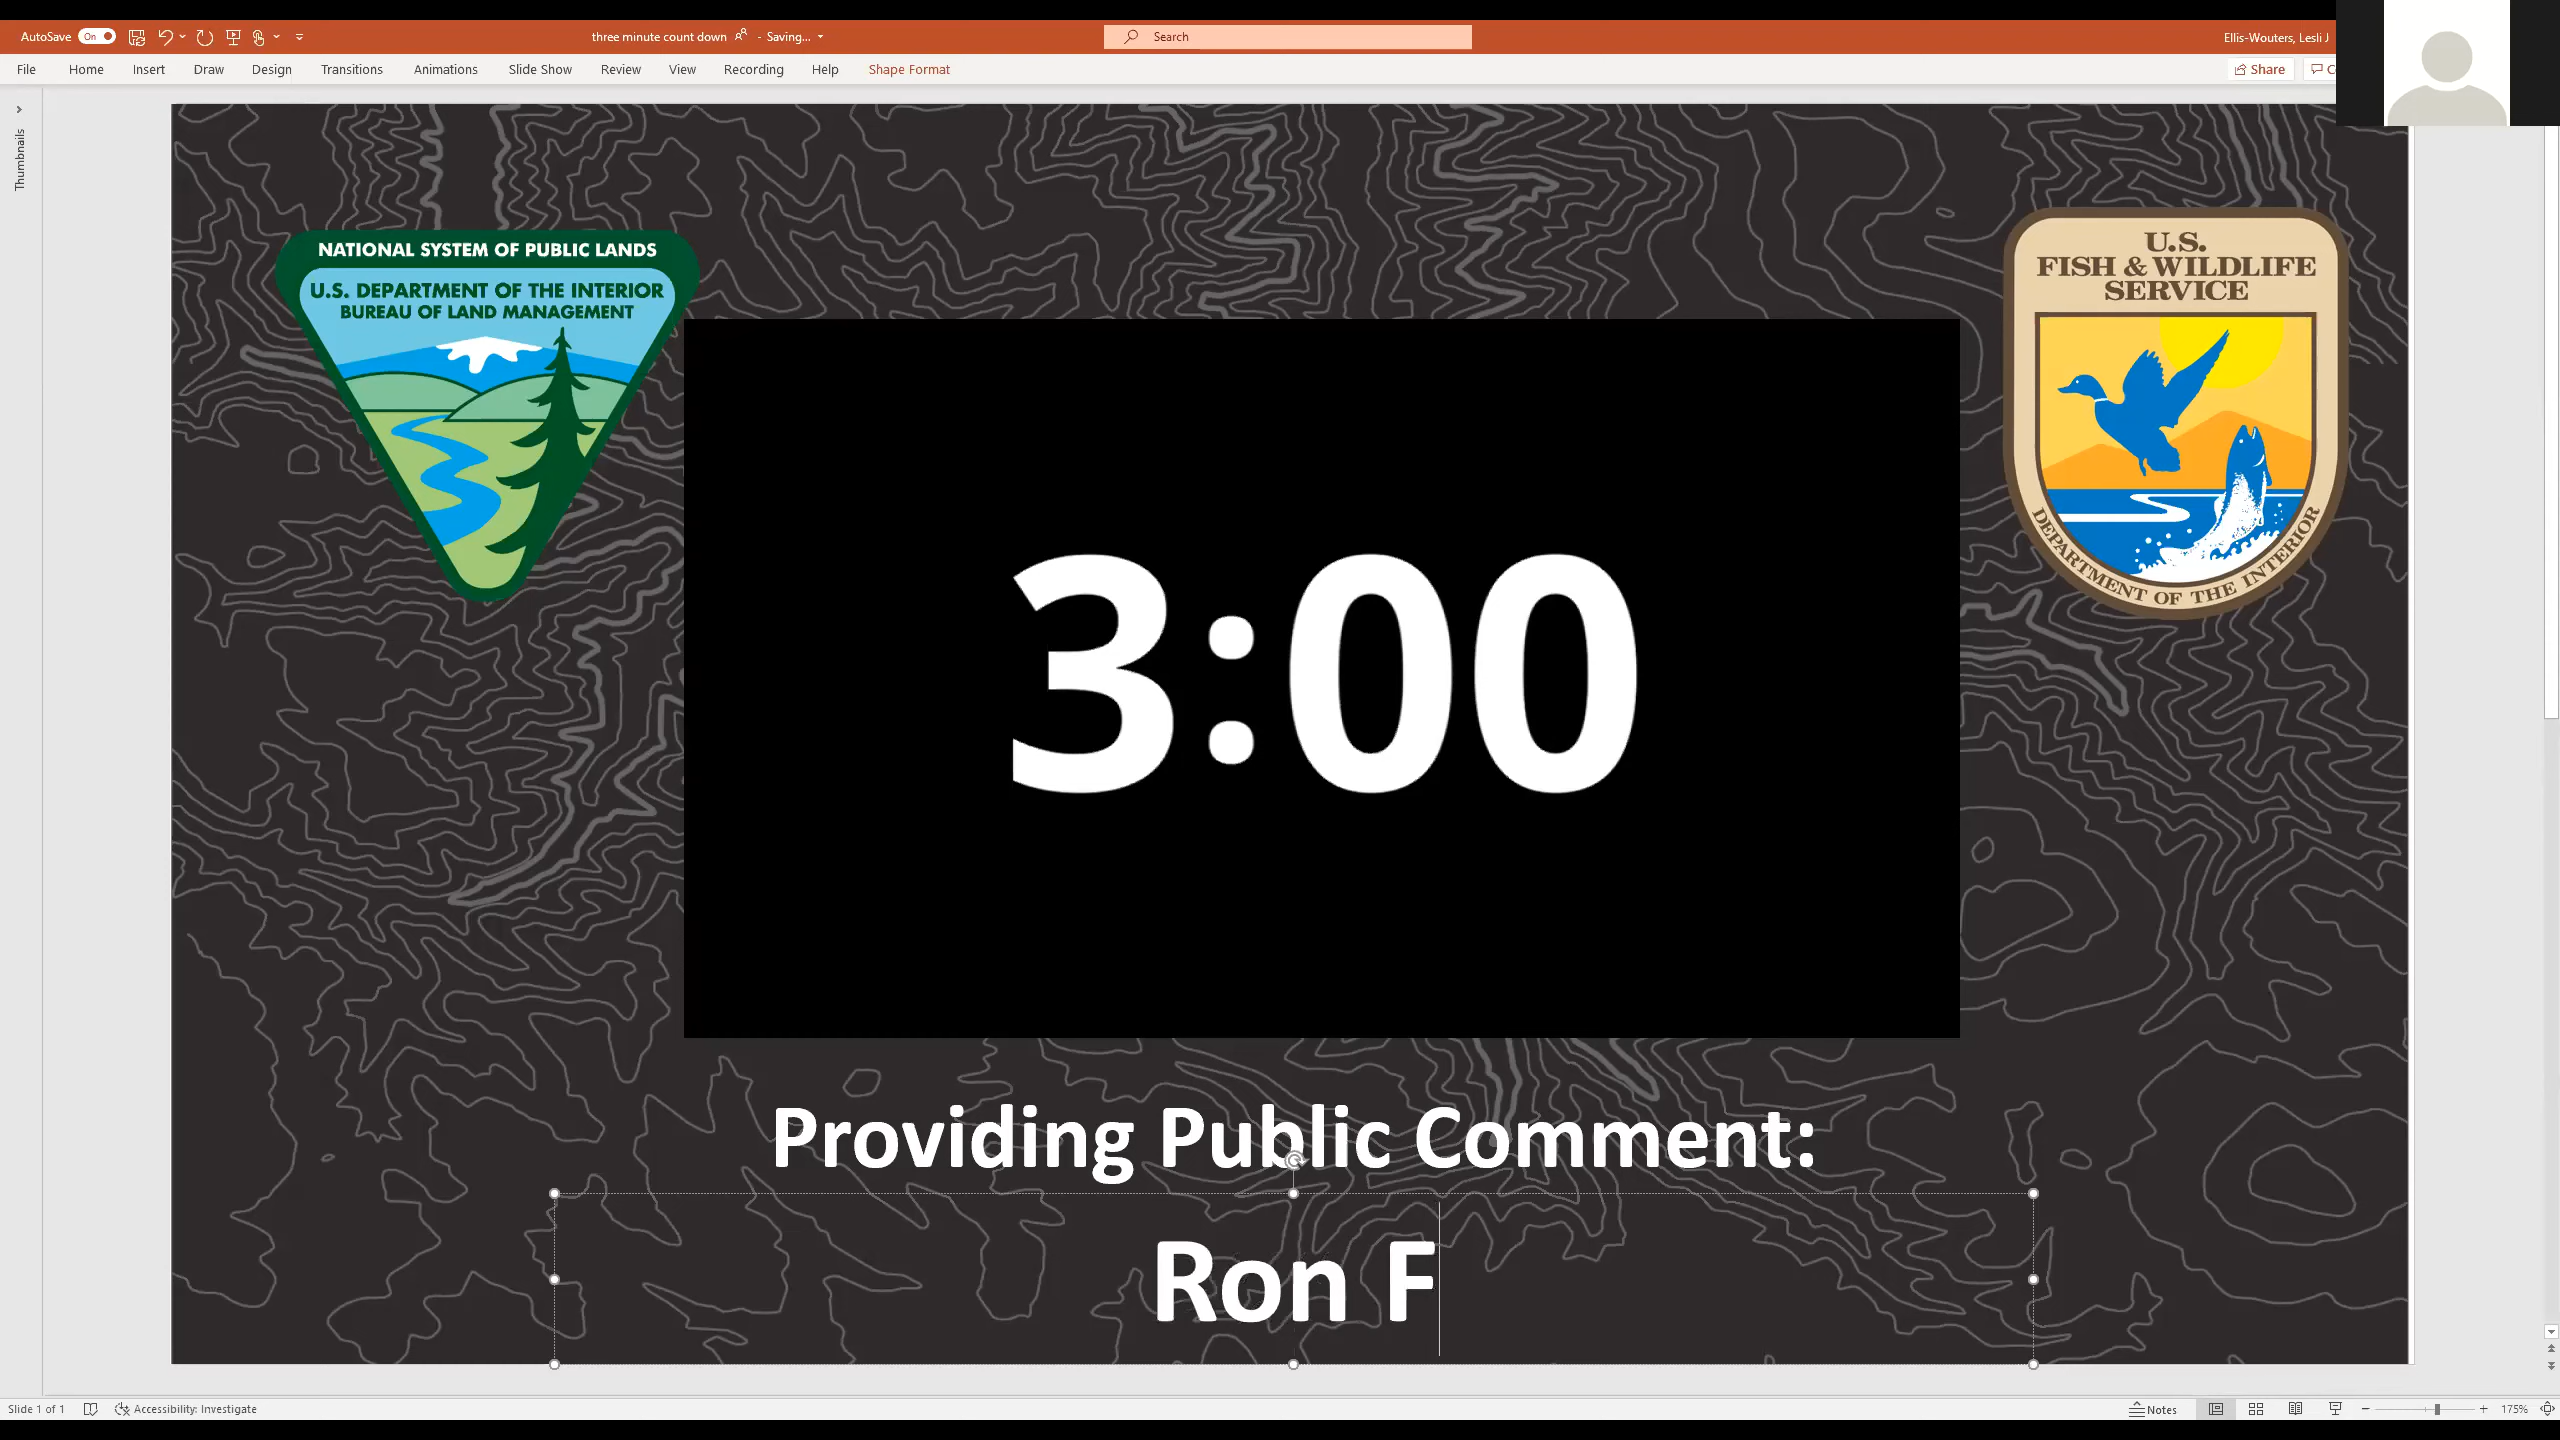 AutoSave On three minute count down - Saving... Search Ellis-Wouters, Lesli J
File Home Insert Draw Design Transitions Animations Slide Show Review View Recording Help Shape Format Share
Thumbnails
NATIONAL SYSTEM OF PUBLIC LANDS
U.S. DEPARTMENT OF THE INTERIOR
BUREAU OF LAND MANAGEMENT
U.S.
FISH & WILDLIFE
SERVICE
DEPARTMENT OF THE INTERIOR
3:00
Providing Public Comment:
Ron F
Slide 1 of 1 Accessibility: Investigate Notes 175%